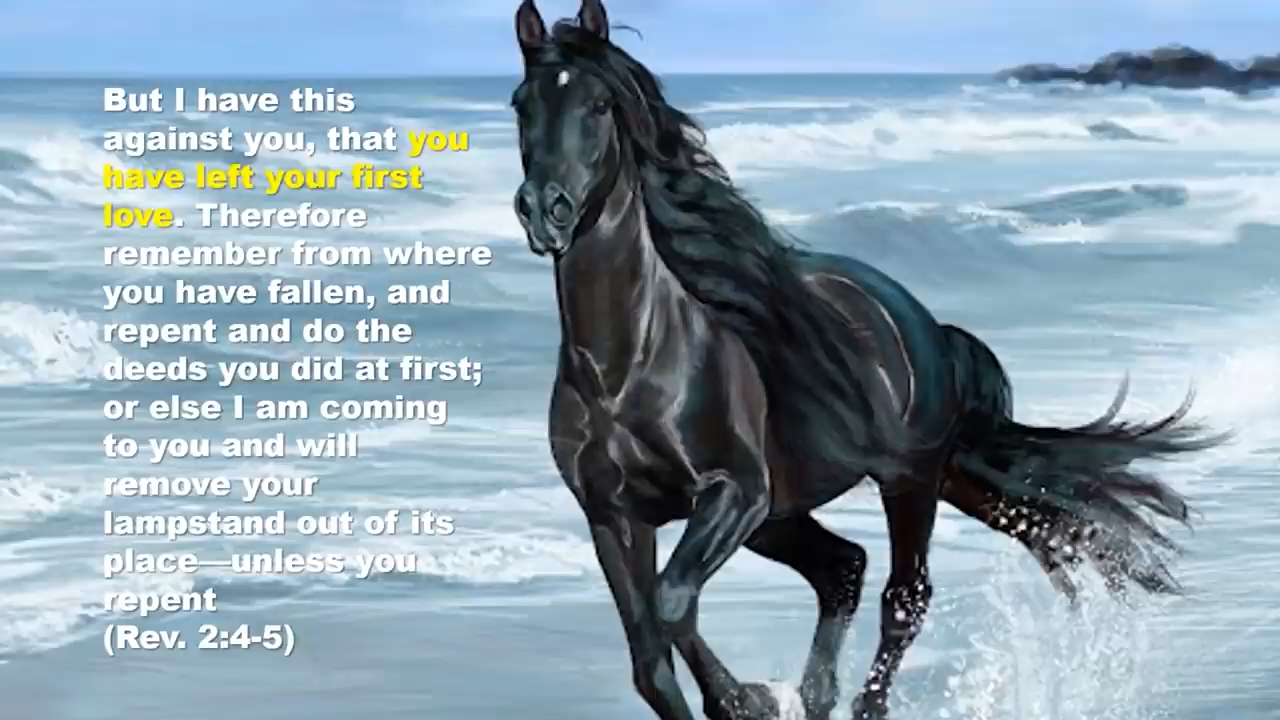 But I have this
against you, that you
have left your first
love. Therefore
remember from where
you have fallen, and
repent and do the
deeds you did at first;
or else I am coming
to you and will
remove your
lampstand out of its
place—unless you
repent
(Rev. 2:4-5)